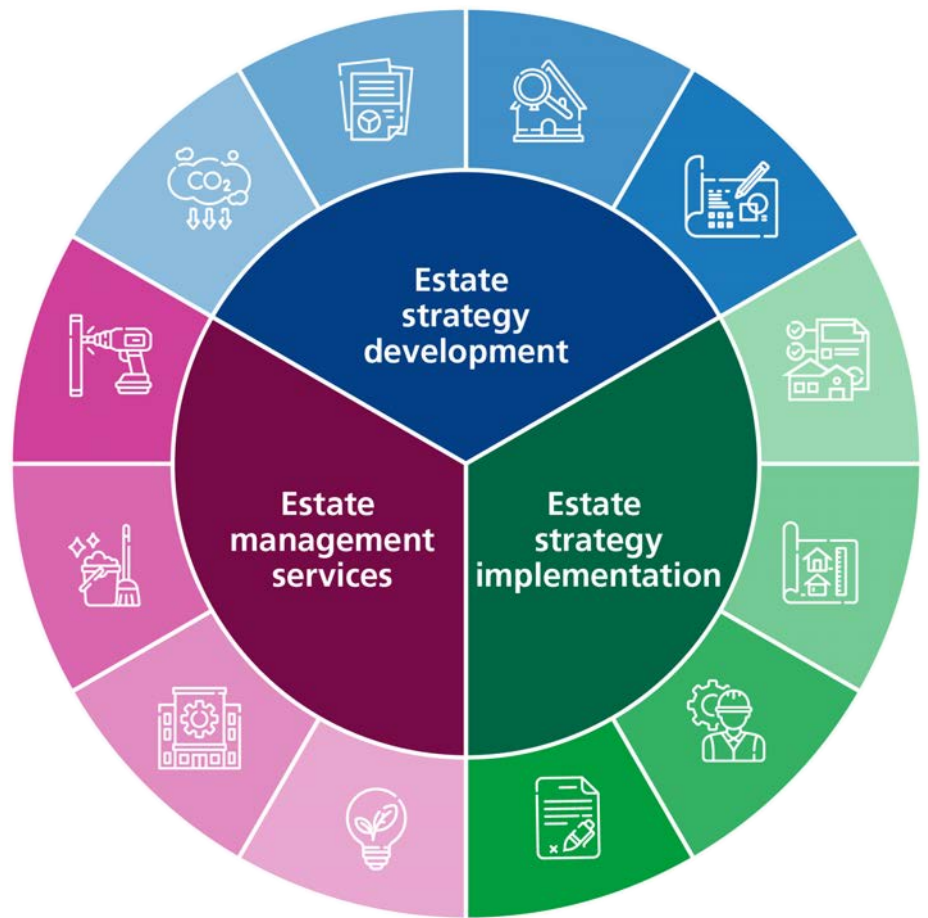 CO₂
Estate
strategy
development
Estate
management
services
Estate
strategy
implementation